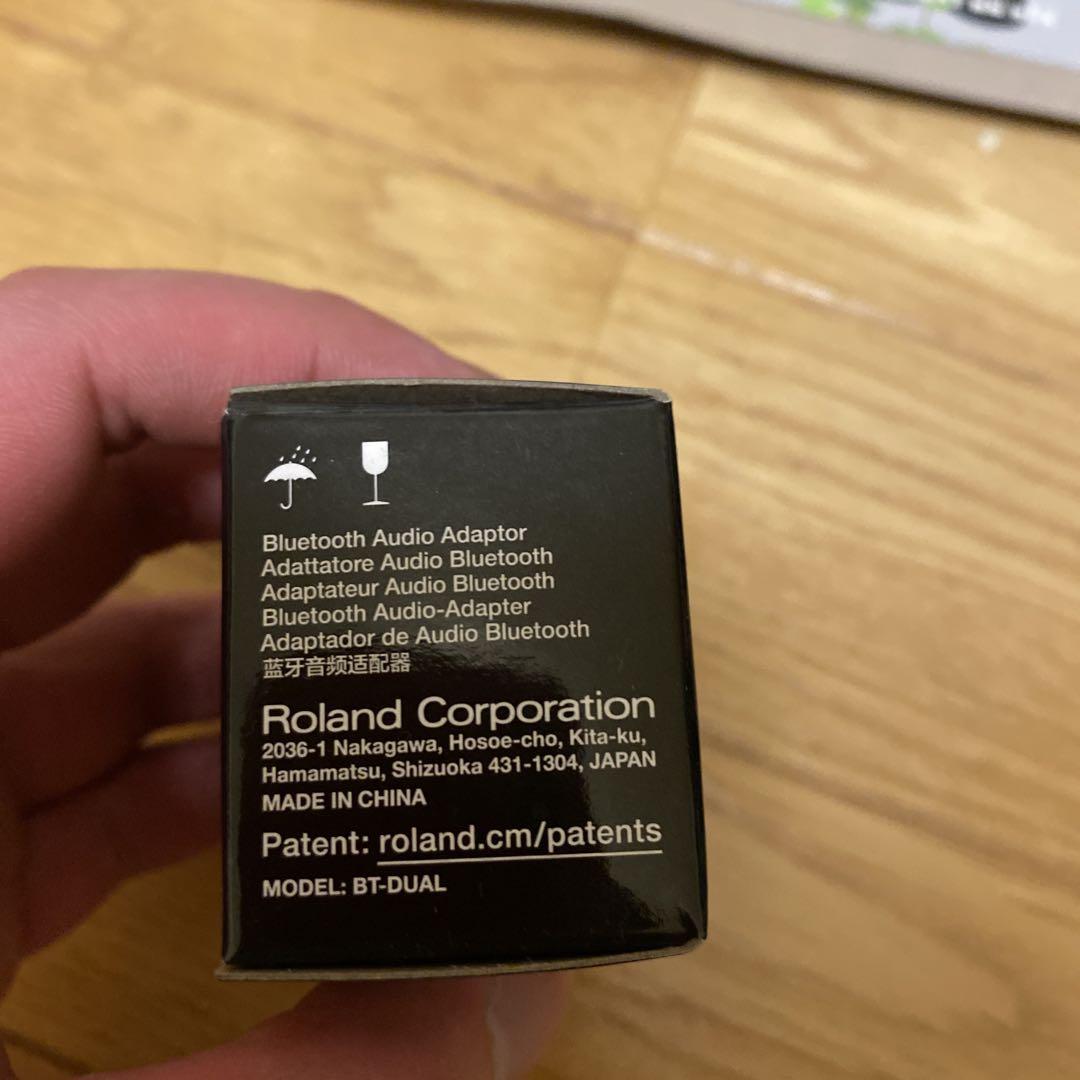 Bluetooth Audio Adaptor
Adattatore Audio Bluetooth
Adaptateur Audio Bluetooth
Bluetooth Audio-Adapter
Adaptador de Audio Bluetooth
蓝牙音频适配器
Roland Corporation
2036-1 Nakagawa, Hosoe-cho, Kita-ku,
Hamamatsu, Shizuoka 431-1304, JAPAN
MADE IN CHINA
Patent: roland.cm/patents
MODEL: BT-DUAL